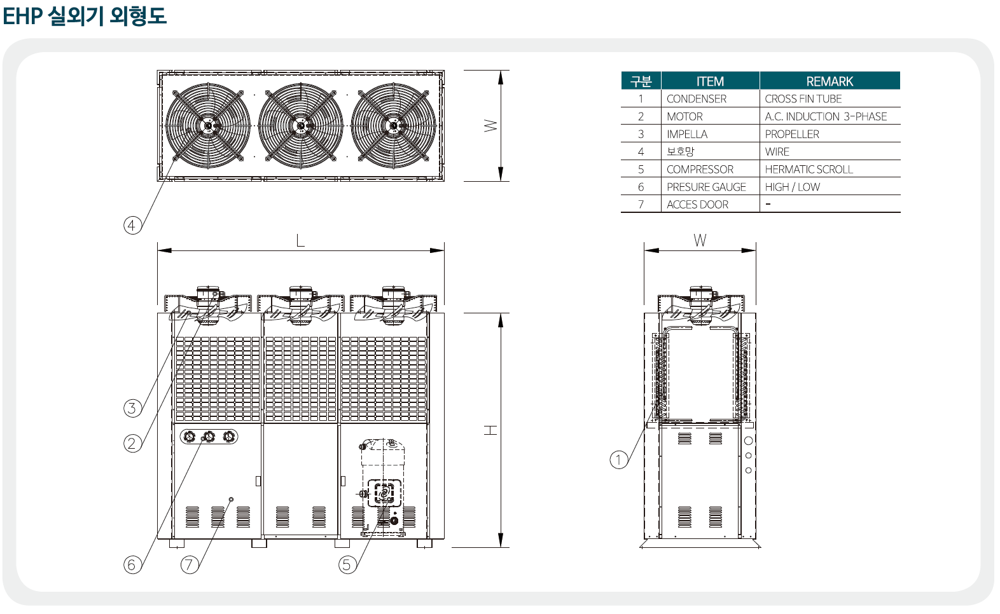 EHP 실외기 외형도
W
구분 ITEM REMARK
1 CONDENSER CROSS FIN TUBE
2 MOTOR A.C. INDUCTION 3-PHASE
3 IMPELLA PROPELLER
4 보호망 WIRE
5 COMPRESSOR HERMATIC SCROLL
6 PRESURE GAUGE HIGH / LOW
7 ACCES DOOR -
4
L
W
3
2
H
1
6
7
5